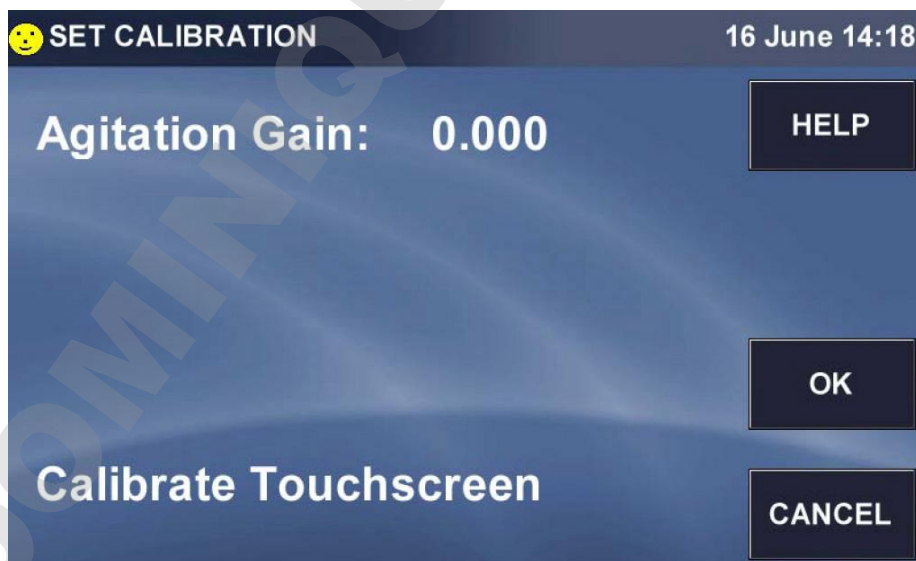 SET CALIBRATION 16 June 14:18
Agitation Gain: 0.000 HELP
OK
Calibrate Touchscreen
CANCEL